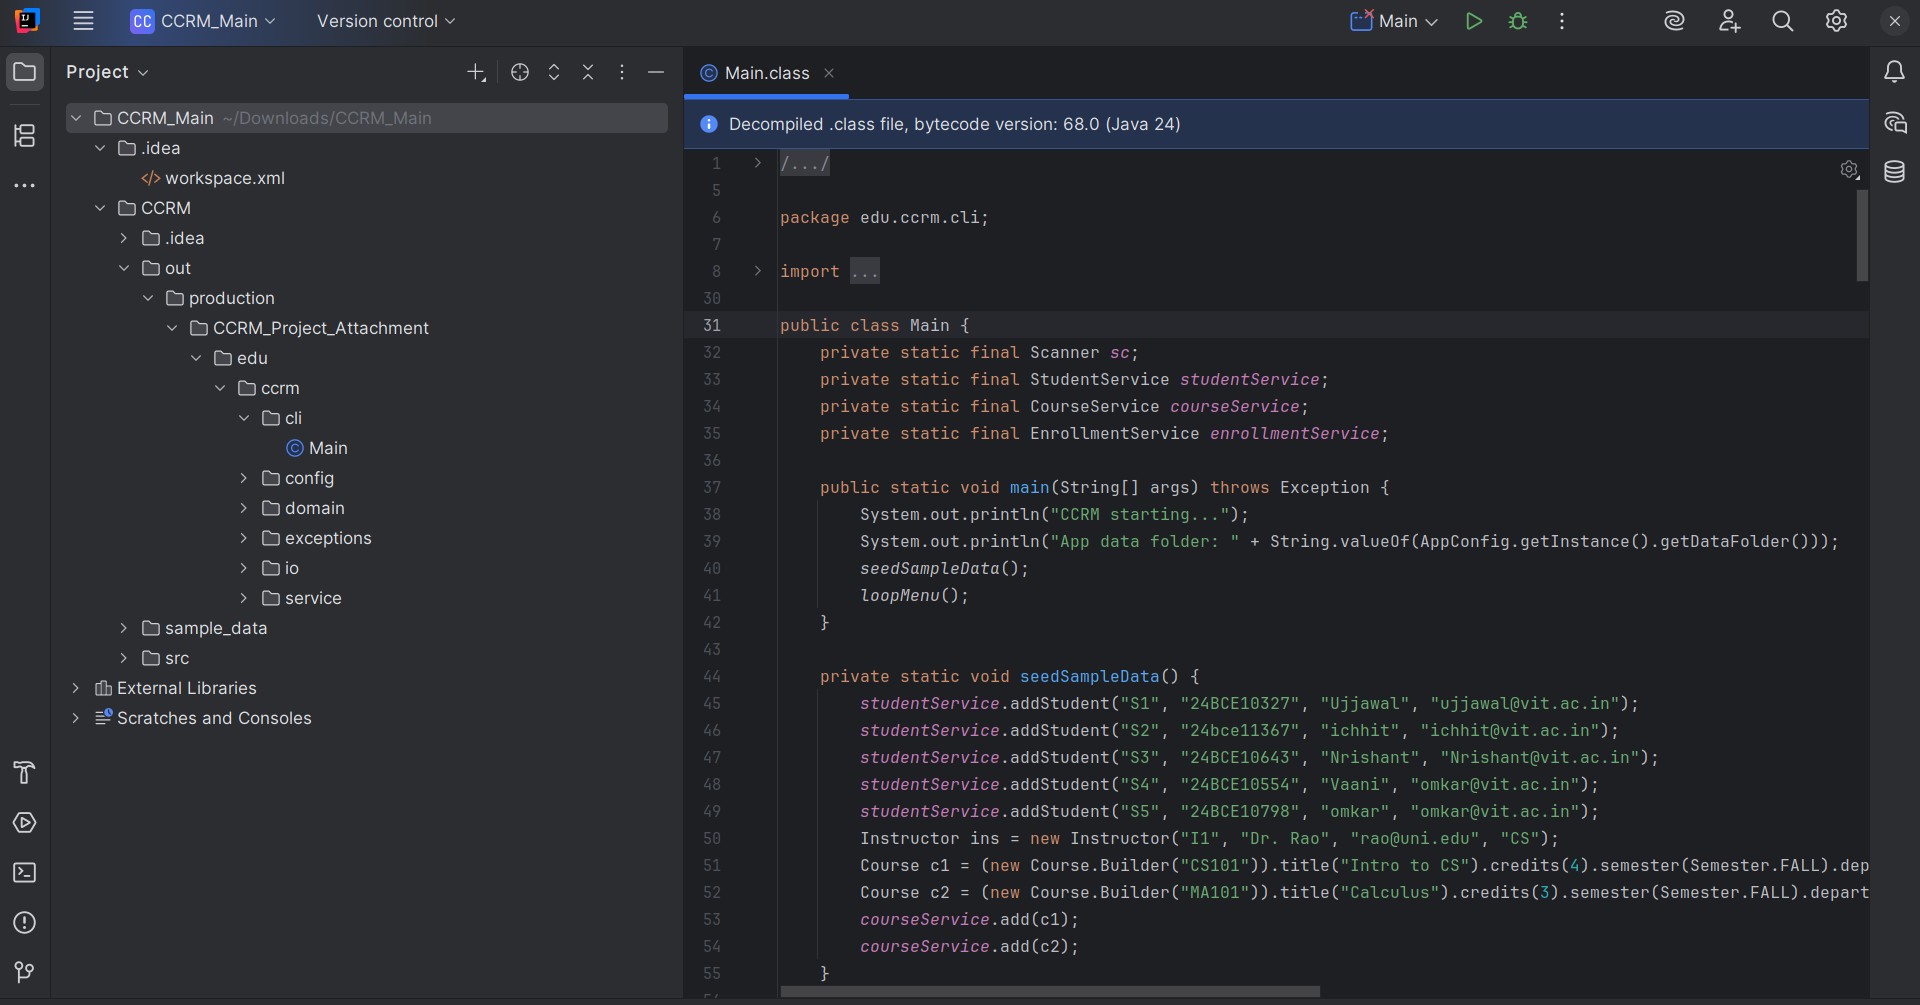 CC CCRM_Main Version control Main
Project
CCRM_Main ~/Downloads/CCRM_Main
.idea
</> workspace.xml
CCRM
.idea
out
production
CCRM_Project_Attachment
edu
ccrm
cli
Main
config
domain
exceptions
io
service
sample_data
src
External Libraries
Scratches and Consoles
Main.class
Decompiled .class file, bytecode version: 68.0 (Java 24)
1 /.../
5
6 package edu.ccrm.cli;
7
8 import ...
30
31 public class Main {
32 private static final Scanner sc;
33 private static final StudentService studentService;
34 private static final CourseService courseService;
35 private static final EnrollmentService enrollmentService;
36
37 public static void main(String[] args) throws Exception {
38 System.out.println("CCRM starting...");
39 System.out.println("App data folder: " + String.valueOf(AppConfig.getInstance().getDataFolder()));
40 seedSampleData();
41 loopMenu();
42 }
43
44 private static void seedSampleData() {
45 studentService.addStudent("S1", "24BCE10327", "Ujjawal", "ujjawal@vit.ac.in");
46 studentService.addStudent("S2", "24bce11367", "ichhit", "ichhit@vit.ac.in");
47 studentService.addStudent("S3", "24BCE10643", "Nrishant", "Nrishant@vit.ac.in");
48 studentService.addStudent("S4", "24BCE10554", "Vaani", "omkar@vit.ac.in");
49 studentService.addStudent("S5", "24BCE10798", "omkar", "omkar@vit.ac.in");
50 Instructor ins = new Instructor("I1", "Dr. Rao", "rao@uni.edu", "CS");
51 Course c1 = (new Course.Builder("CS101")).title("Intro to CS").credits(4).semester(Semester.FALL).dep
52 Course c2 = (new Course.Builder("MA101")).title("Calculus").credits(3).semester(Semester.FALL).depart
53 courseService.add(c1);
54 courseService.add(c2);
55 }